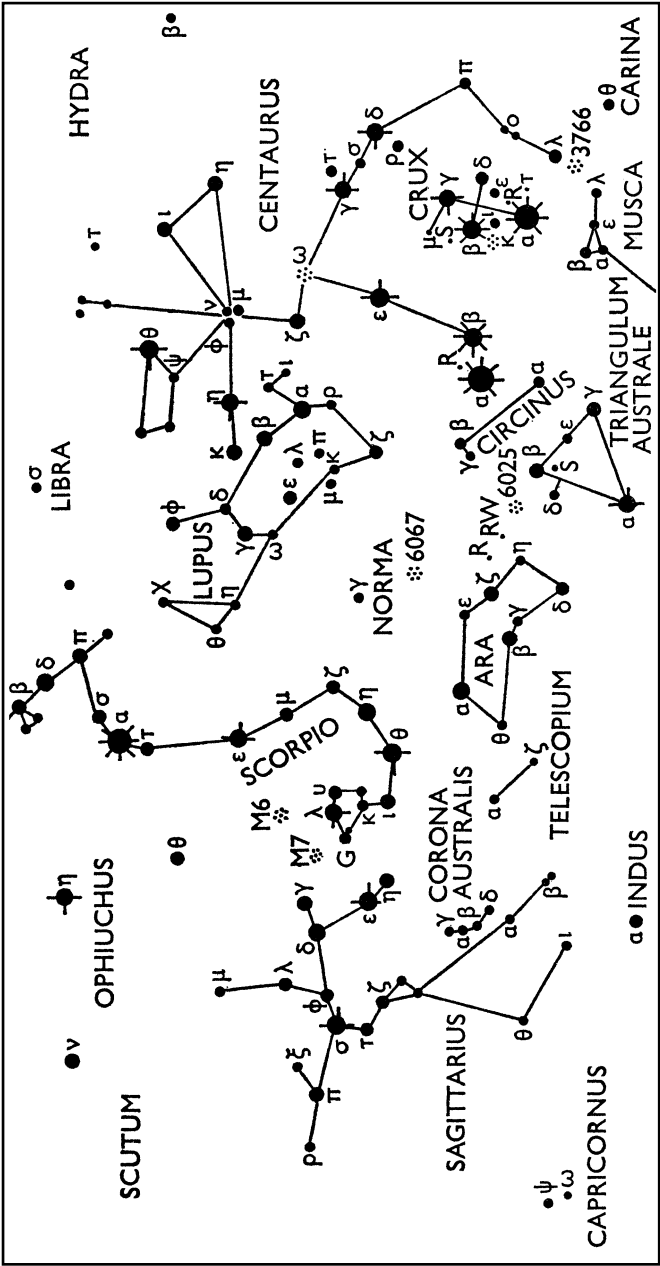 HYDRA
β
τ
CENTAURUS
η
ι
ν
μ
φ
θ
ψ
η
κ
ζ
ω
ε
γ
τ
σ
δ
ρ
π
ο
λ
β
R
α
3766
CARINA
θ
CRUX
γ
δ
μ
S
β
ι
ε
κ
R
τ
α
MUSCA
λ
ε
β
α
CIRCINUS
α
β
γ
TRIANGULUM
AUSTRALE
γ
ε
β
S
δ
α
6025
LIBRA
σ
LUPUS
τ
ι
α
ρ
β
π
λ
κ
ζ
ε
μ
δ
φ
γ
ω
χ
η
θ
NORMA
γ
6067
ARA
R
RW
η
ζ
ε
δ
γ
β
α
θ
SCORPIO
β
δ
π
σ
α
τ
ε
μ
ζ
η
θ
ι
κ
υ
λ
G
M6
M7
OPHIUCHUS
η
θ
ν
TELESCOPIUM
ζ
α
CORONA
AUSTRALIS
γ
α
β
δ
INDUS
α
SAGITTARIUS
γ
δ
ε
η
λ
μ
φ
σ
τ
ζ
ξ
π
ρ
α
β
ι
θ
SCUTUM
CAPRICORNUS
ψ
ω